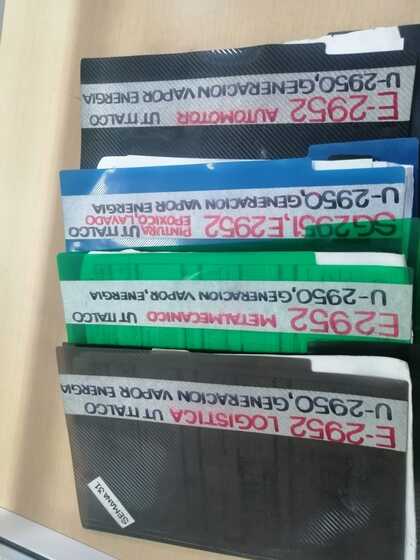 E-2952 AUTOMOTOR UT ITALCO
U-2950, GENERACION VAPOR ENERGIA
SG2951, E2952 PINTURA EPOXICO, LAVADO UT ITALCO
U-2950, GENERACION VAPOR ENERGIA
E2952 METALMECANICO UT ITALCO
U-2950, GENERACION VAPOR, ENERGIA
E-2952 LOGISTICA UT ITALCO
U-2950, GENERACION VAPOR ENERGIA
SEMANA 31